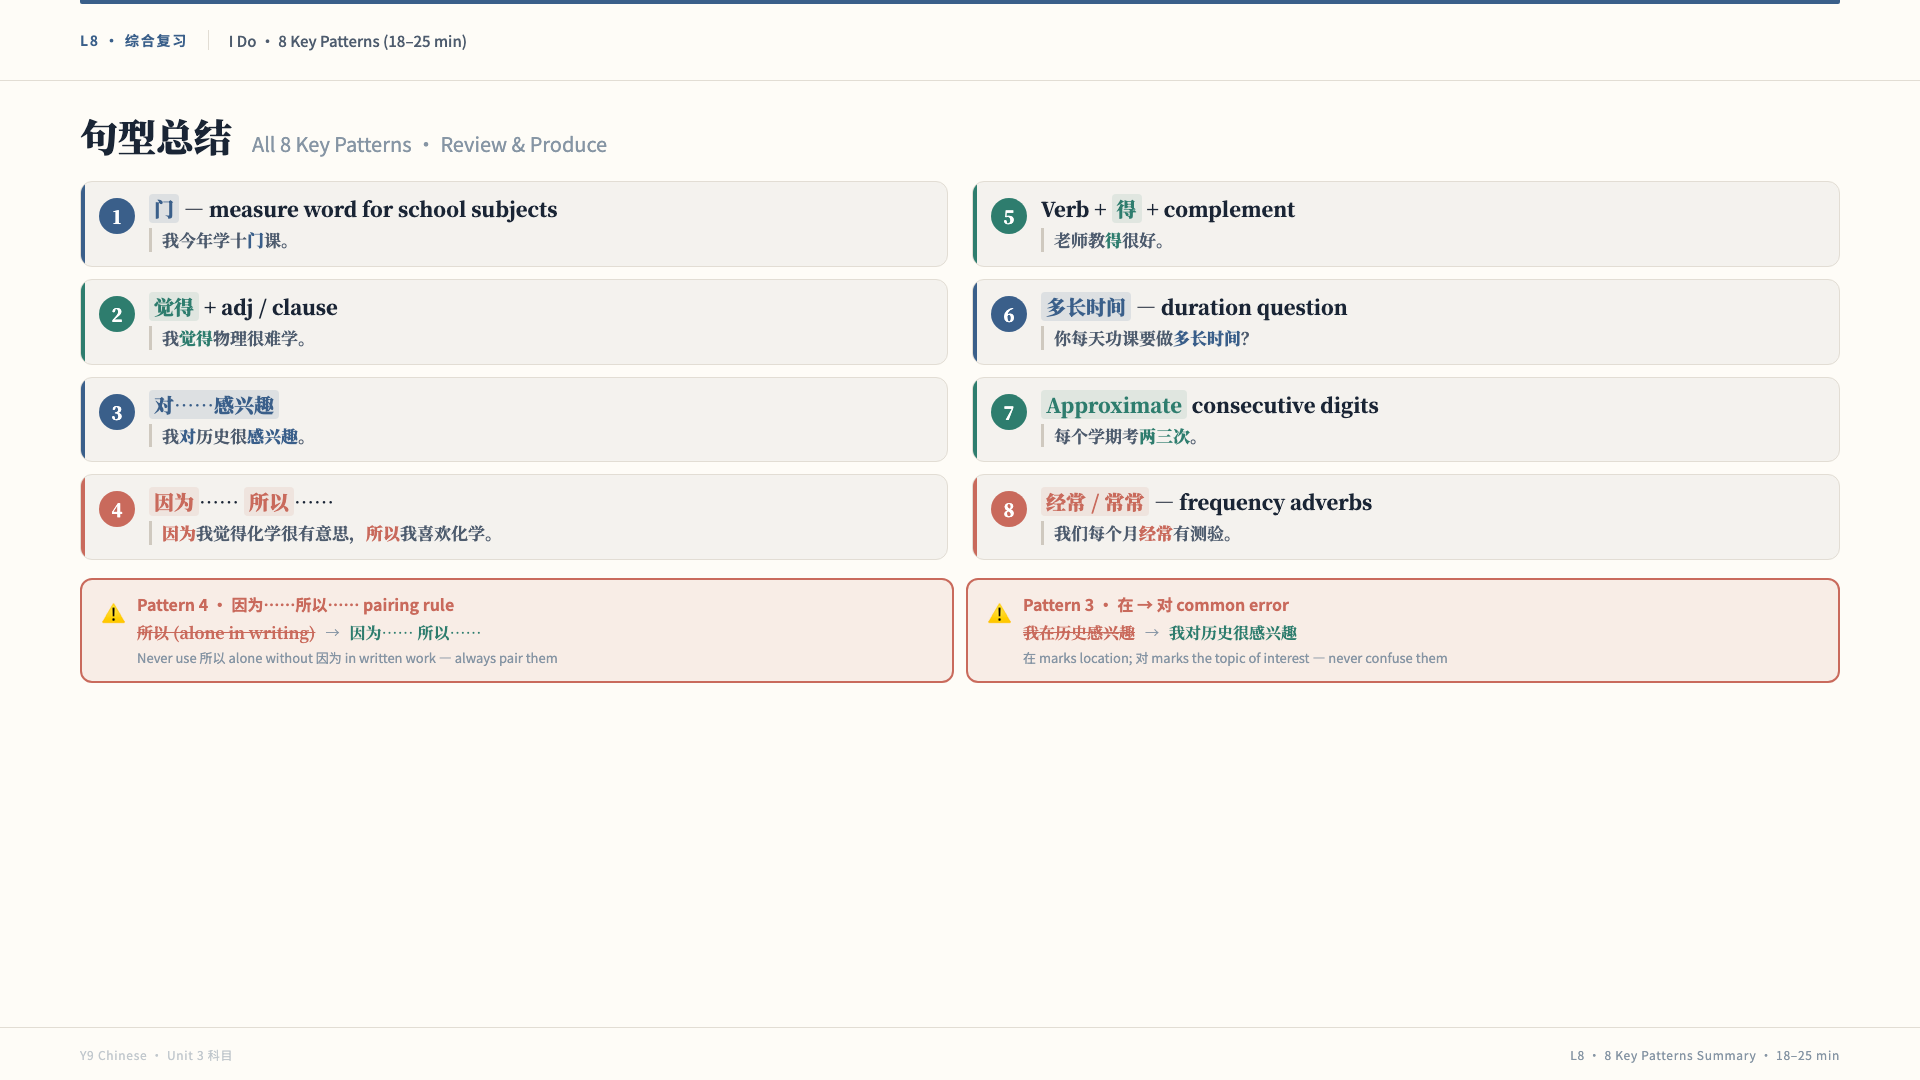 L8 • 综合复习
I Do • 8 Key Patterns (18–25 min)
句型总结
All 8 Key Patterns • Review & Produce
1
门 — measure word for school subjects
我今年学十门课。
2
觉得 + adj / clause
我觉得物理很难学。
3
对……感兴趣
我对历史很感兴趣。
4
因为…… 所以……
因为我觉得化学很有意思，所以我喜欢化学。
5
Verb + 得 + complement
老师教得很好。
6
多长时间 — duration question
你每天功课要做多长时间？
7
Approximate consecutive digits
每个学期考两三次。
8
经常 / 常常 — frequency adverbs
我们每个月经常有测验。
Pattern 4 • 因为……所以…… pairing rule
所以 (alone in writing) → 因为…… 所以……
Never use 所以 alone without 因为 in written work — always pair them
Pattern 3 • 在 → 对 common error
我在历史感兴趣 → 我对历史很感兴趣
在 marks location; 对 marks the topic of interest — never confuse them
Y9 Chinese • Unit 3 科目
L8 • 8 Key Patterns Summary • 18–25 min